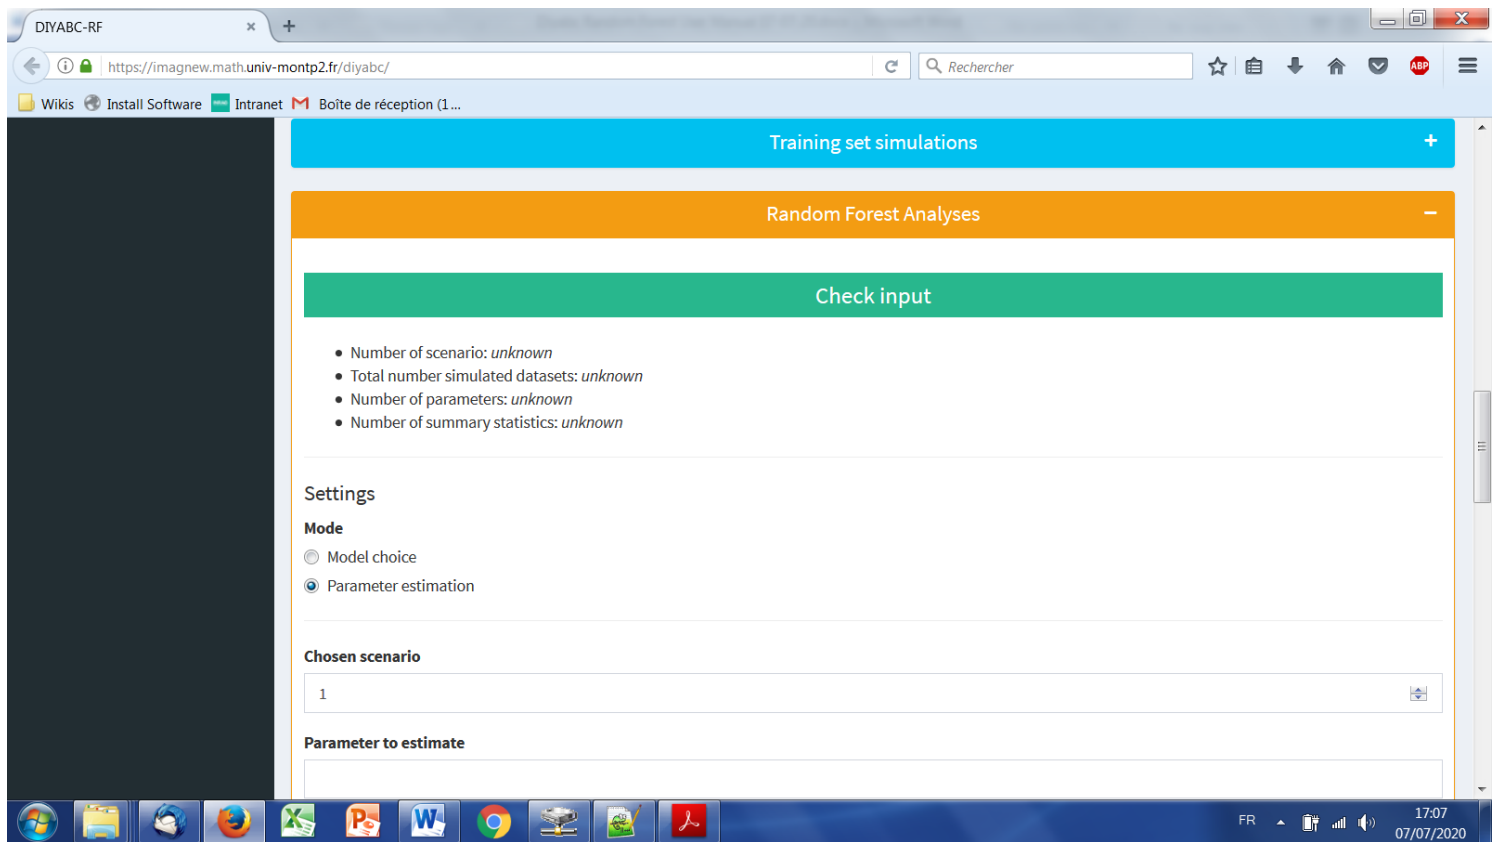 DIYABC-RF
https://imagnew.math.univ-montp2.fr/diyabc/
Rechercher
ABP
Wikis Install Software Intranet Boîte de réception (1...
Training set simulations
Random Forest Analyses
Check input
Number of scenario: unknown
Total number simulated datasets: unknown
Number of parameters: unknown
Number of summary statistics: unknown
Settings
Mode
Model choice
Parameter estimation
Chosen scenario
1
Parameter to estimate
FR
17:07
07/07/2020